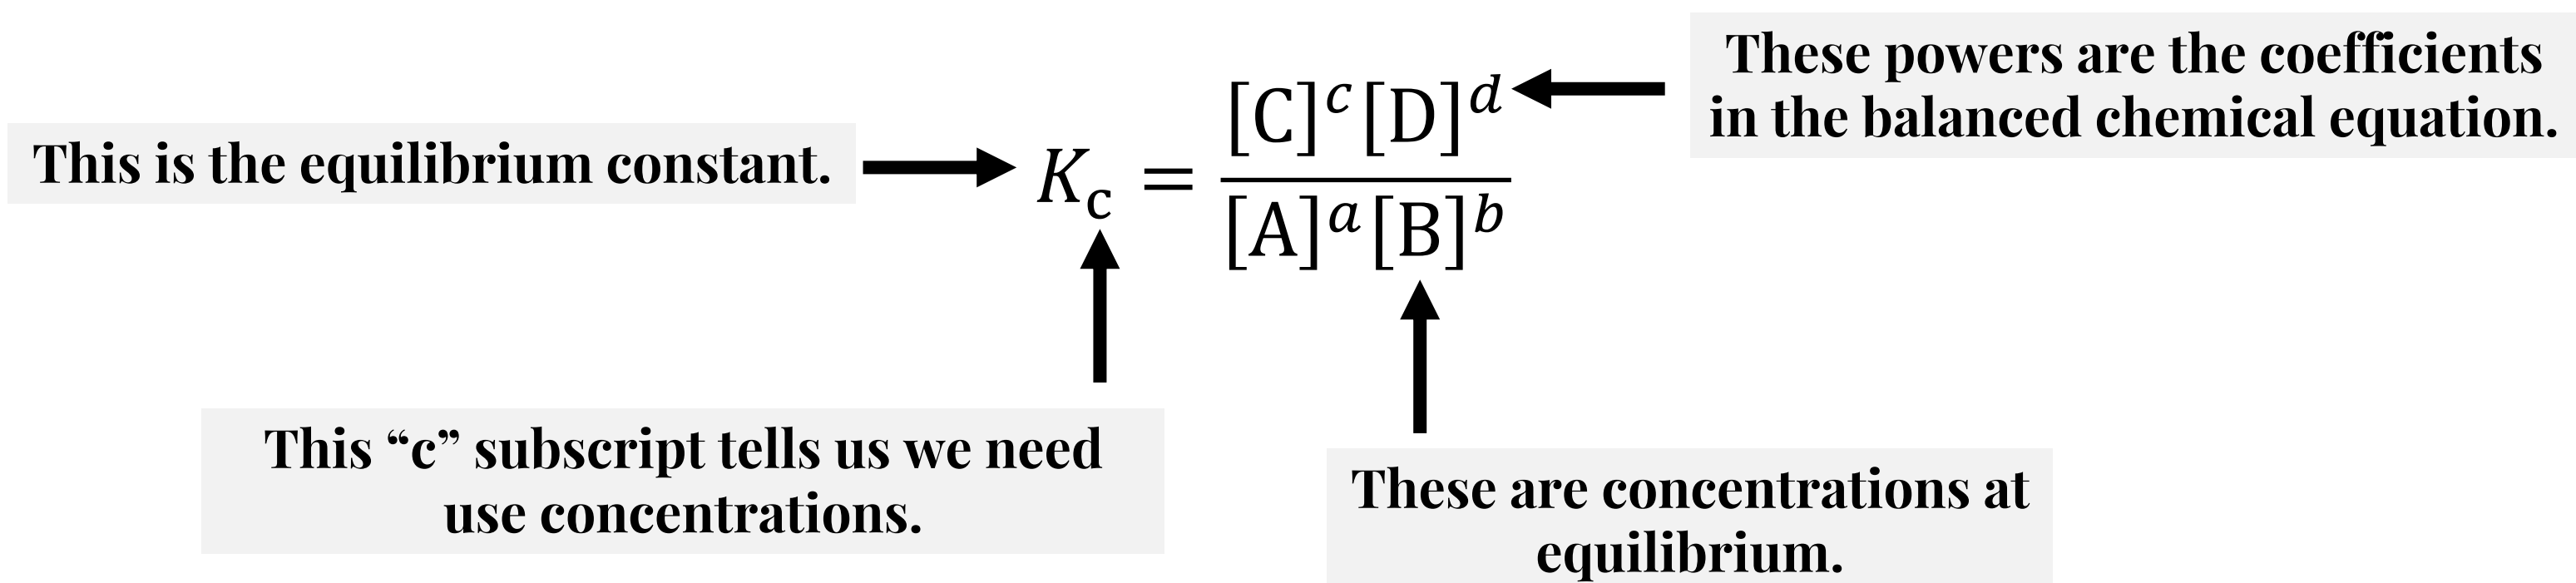 These powers are the coefficients
in the balanced chemical equation.
This is the equilibrium constant.
K_c = [C]^c[D]^d / [A]^a[B]^b
This “c” subscript tells us we need
use concentrations.
These are concentrations at
equilibrium.